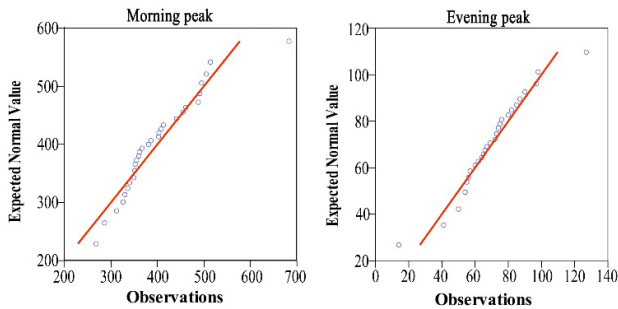 Morning peak
Expected Normal Value
600
500
400
300
200
200 300 400 500 600 700
Observations
Evening peak
Expected Normal Value
120
100
80
60
40
20
0 20 40 60 80 100 120 140
Observations